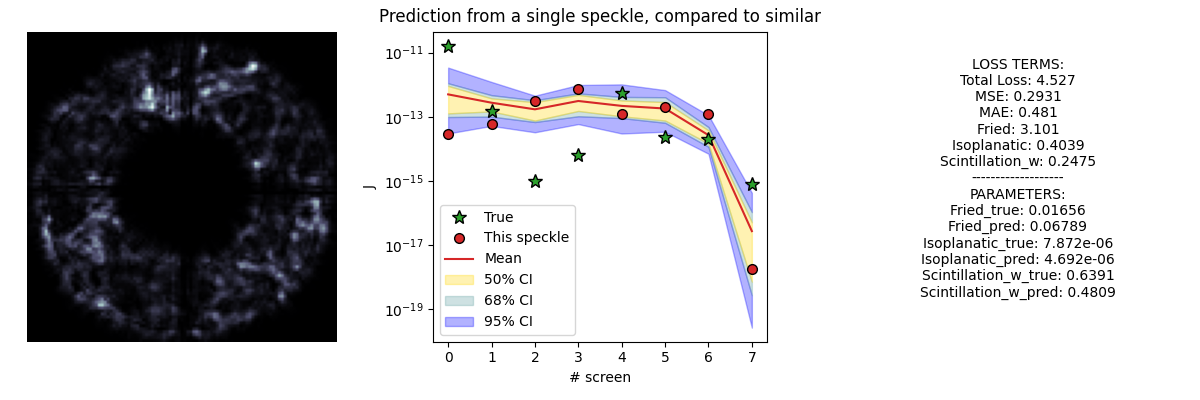 Prediction from a single speckle, compared to similar
10⁻¹¹
10⁻¹³
10⁻¹⁵
10⁻¹⁷
10⁻¹⁹
J
True
This speckle
Mean
50% CI
68% CI
95% CI
0 1 2 3 4 5 6 7
# screen
LOSS TERMS:
Total Loss: 4.527
MSE: 0.2931
MAE: 0.481
Fried: 3.101
Isoplanatic: 0.4039
Scintillation_w: 0.2475
-------------------
PARAMETERS:
Fried_true: 0.01656
Fried_pred: 0.06789
Isoplanatic_true: 7.872e-06
Isoplanatic_pred: 4.692e-06
Scintillation_w_true: 0.6391
Scintillation_w_pred: 0.4809